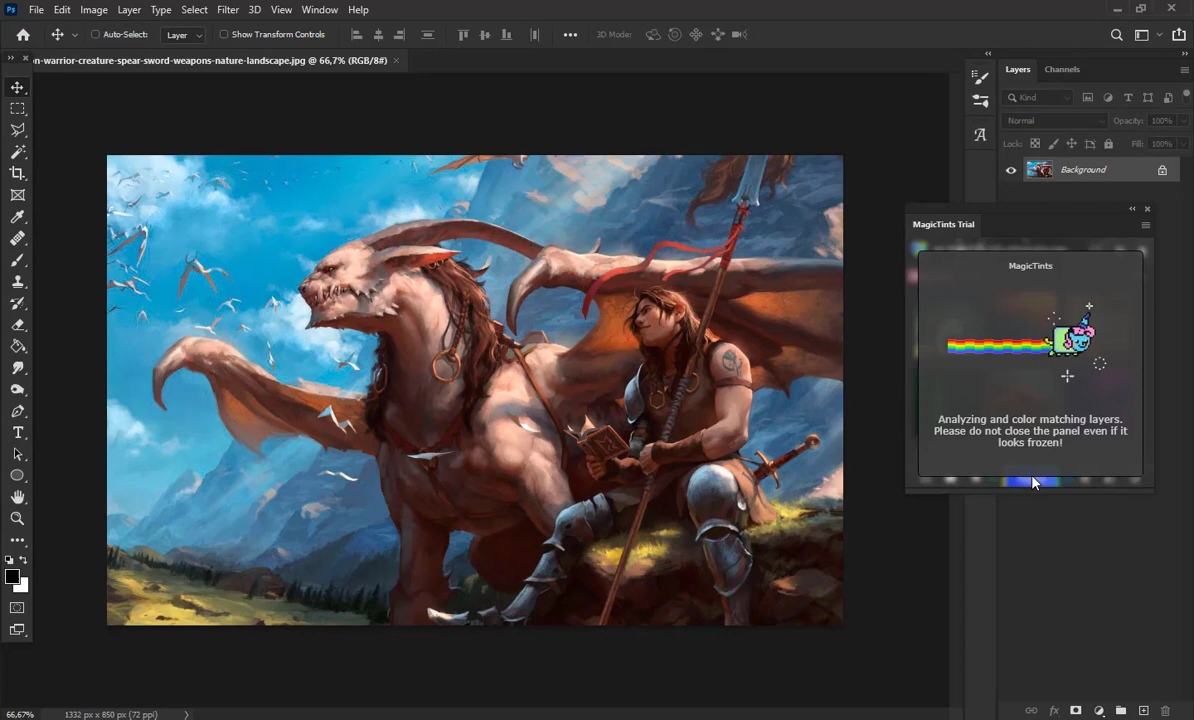 Ps File Edit Image Layer Type Select Filter 3D View Window Help
Auto-Select: Layer Show Transform Controls 3D Mode:
on-warrior-creature-spear-sword-weapons-nature-landscape.jpg @ 66,7% (RGB/8#)
Layers Channels
Kind
Normal Opacity: 100%
Lock: Fill: 100%
Background
MagicTints Trial
MagicTints
Analyzing and color matching layers.
Please do not close the panel even if it
looks frozen!
66,67% 1332 px x 850 px (72 ppi)